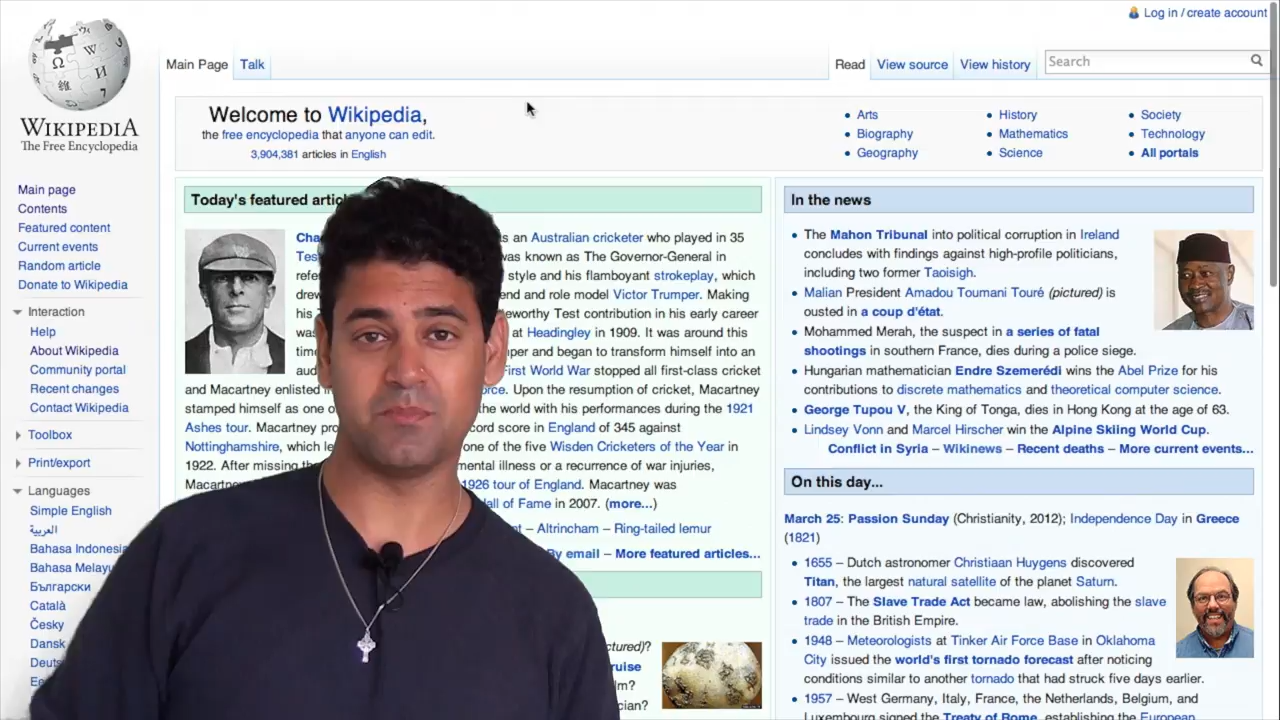 Log in / create account
Main Page
Talk
Read
View source
View history
Search
WIKIPEDIA
The Free Encyclopedia
Welcome to Wikipedia,
the free encyclopedia that anyone can edit.
3,904,381 articles in English
Arts
Biography
Geography
History
Mathematics
Science
Society
Technology
All portals
Main page
Contents
Featured content
Current events
Random article
Donate to Wikipedia
Interaction
Help
About Wikipedia
Community portal
Recent changes
Contact Wikipedia
Toolbox
Print/export
Languages
Simple English
العربية
Bahasa Indonesia
Bahasa Melayu
Български
Català
Česky
Dansk
Today's featured
is an Australian cricketer who played in 35
was known as The Governor-General in
style and his flamboyant strokeplay, which
drew end and role model Victor Trumper. Making
his eworthy Test contribution in his early career
was at Headingley in 1909. It was around this
time and began to transform himself into an
First World War stopped all first-class cricket
and Macartney enlisted Upon the resumption of cricket, Macartney
stamped himself as one o the world with his performances during the 1921
Ashes tour. Macartney score in England of 345 against
Nottinghamshire, which one of the five Wisden Cricketers of the Year in
1922. After missing mental illness or a recurrence of war injuries,
1926 tour of England. Macartney was
Hall of Fame in 2007. (more...)
– Altrincham – Ring-tailed lemur
By email – More featured articles...
In the news
The Mahon Tribunal into political corruption in Ireland
concludes with findings against high-profile politicians,
including two former Taoisigh.
Malian President Amadou Toumani Touré (pictured) is
ousted in a coup d'état.
Mohammed Merah, the suspect in a series of fatal
shootings in southern France, dies during a police siege.
Hungarian mathematician Endre Szemerédi wins the Abel Prize for his
contributions to discrete mathematics and theoretical computer science.
George Tupou V, the King of Tonga, dies in Hong Kong at the age of 63.
Lindsey Vonn and Marcel Hirscher win the Alpine Skiing World Cup.
Conflict in Syria – Wikinews – Recent deaths – More current events...
On this day...
March 25: Passion Sunday (Christianity, 2012); Independence Day in Greece
(1821)
1655 – Dutch astronomer Christiaan Huygens discovered
Titan, the largest natural satellite of the planet Saturn.
1807 – The Slave Trade Act became law, abolishing the slave
trade in the British Empire.
1948 – Meteorologists at Tinker Air Force Base in Oklahoma
City issued the world's first tornado forecast after noticing
conditions similar to another tornado that had struck five days earlier.
1957 – West Germany, Italy, France, the Netherlands, Belgium, and
Luxembourg signed the Treaty of Rome, establishing the European